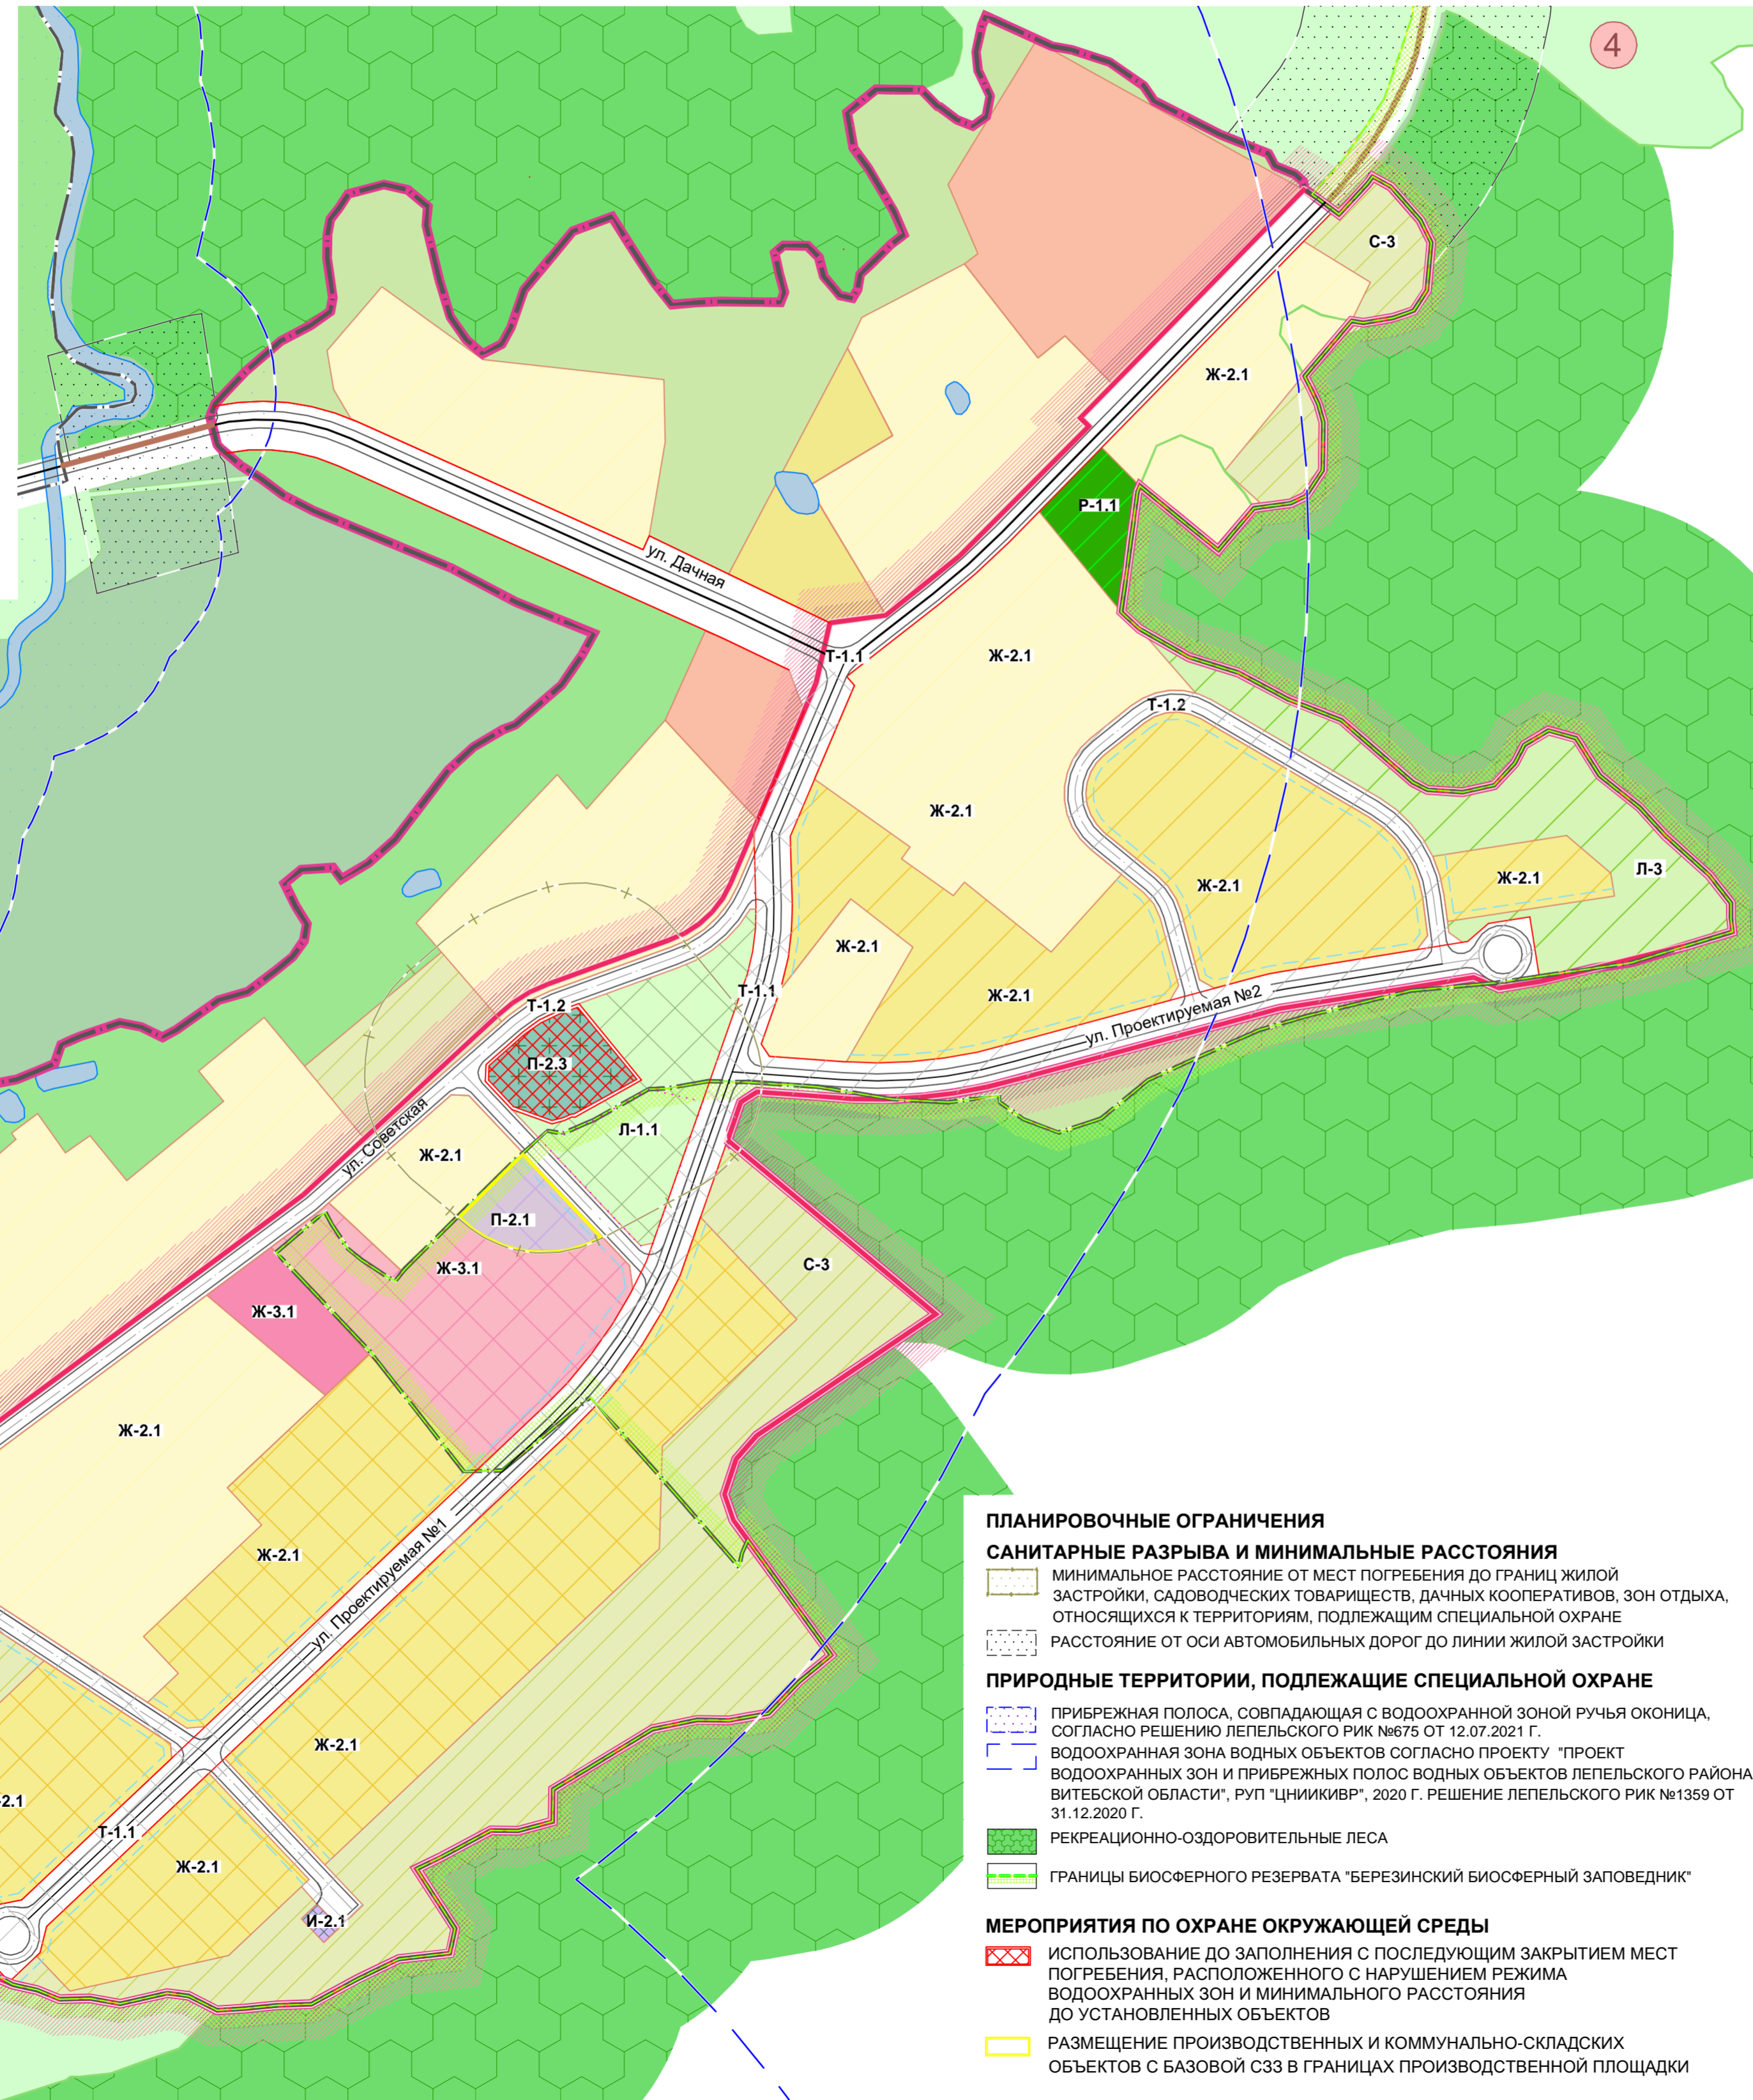 4
С-3
Ж-2.1
Р-1.1
ул. Дачная
Т-1.1
Ж-2.1
Т-1.2
Ж-2.1
Ж-2.1
Ж-2.1
Л-3
Ж-2.1
Т-1.1
Ж-2.1
Т-1.2
ул. Проектируемая №2
П-2.3
ул. Советская
Л-1.1
Ж-2.1
П-2.1
Ж-3.1
С-3
Ж-3.1
Ж-2.1
Ж-2.1
ул. Проектируемая №1
Ж-2.1
-2.1
Т-1.1
Ж-2.1
И-2.1
ПЛАНИРОВОЧНЫЕ ОГРАНИЧЕНИЯ
САНИТАРНЫЕ РАЗРЫВА И МИНИМАЛЬНЫЕ РАССТОЯНИЯ
МИНИМАЛЬНОЕ РАССТОЯНИЕ ОТ МЕСТ ПОГРЕБЕНИЯ ДО ГРАНИЦ ЖИЛОЙ
ЗАСТРОЙКИ, САДОВОДЧЕСКИХ ТОВАРИЩЕСТВ, ДАЧНЫХ КООПЕРАТИВОВ, ЗОН ОТДЫХА,
ОТНОСЯЩИХСЯ К ТЕРРИТОРИЯМ, ПОДЛЕЖАЩИМ СПЕЦИАЛЬНОЙ ОХРАНЕ
РАССТОЯНИЕ ОТ ОСИ АВТОМОБИЛЬНЫХ ДОРОГ ДО ЛИНИИ ЖИЛОЙ ЗАСТРОЙКИ
ПРИРОДНЫЕ ТЕРРИТОРИИ, ПОДЛЕЖАЩИЕ СПЕЦИАЛЬНОЙ ОХРАНЕ
ПРИБРЕЖНАЯ ПОЛОСА, СОВПАДАЮЩАЯ С ВОДООХРАННОЙ ЗОНОЙ РУЧЬЯ ОКОНИЦА,
СОГЛАСНО РЕШЕНИЮ ЛЕПЕЛЬСКОГО РИК №675 ОТ 12.07.2021 Г.
ВОДООХРАННАЯ ЗОНА ВОДНЫХ ОБЪЕКТОВ СОГЛАСНО ПРОЕКТУ "ПРОЕКТ
ВОДООХРАННЫХ ЗОН И ПРИБРЕЖНЫХ ПОЛОС ВОДНЫХ ОБЪЕКТОВ ЛЕПЕЛЬСКОГО РАЙОНА
ВИТЕБСКОЙ ОБЛАСТИ", РУП "ЦНИИКИВР", 2020 Г. РЕШЕНИЕ ЛЕПЕЛЬСКОГО РИК №1359 ОТ
31.12.2020 Г.
РЕКРЕАЦИОННО-ОЗДОРОВИТЕЛЬНЫЕ ЛЕСА
ГРАНИЦЫ БИОСФЕРНОГО РЕЗЕРВАТА "БЕРЕЗИНСКИЙ БИОСФЕРНЫЙ ЗАПОВЕДНИК"
МЕРОПРИЯТИЯ ПО ОХРАНЕ ОКРУЖАЮЩЕЙ СРЕДЫ
ИСПОЛЬЗОВАНИЕ ДО ЗАПОЛНЕНИЯ С ПОСЛЕДУЮЩИМ ЗАКРЫТИЕМ МЕСТ
ПОГРЕБЕНИЯ, РАСПОЛОЖЕННОГО С НАРУШЕНИЕМ РЕЖИМА
ВОДООХРАННЫХ ЗОН И МИНИМАЛЬНОГО РАССТОЯНИЯ
ДО УСТАНОВЛЕННЫХ ОБЪЕКТОВ
РАЗМЕЩЕНИЕ ПРОИЗВОДСТВЕННЫХ И КОММУНАЛЬНО-СКЛАДСКИХ
ОБЪЕКТОВ С БАЗОВОЙ СЗЗ В ГРАНИЦАХ ПРОИЗВОДСТВЕННОЙ ПЛОЩАДКИ